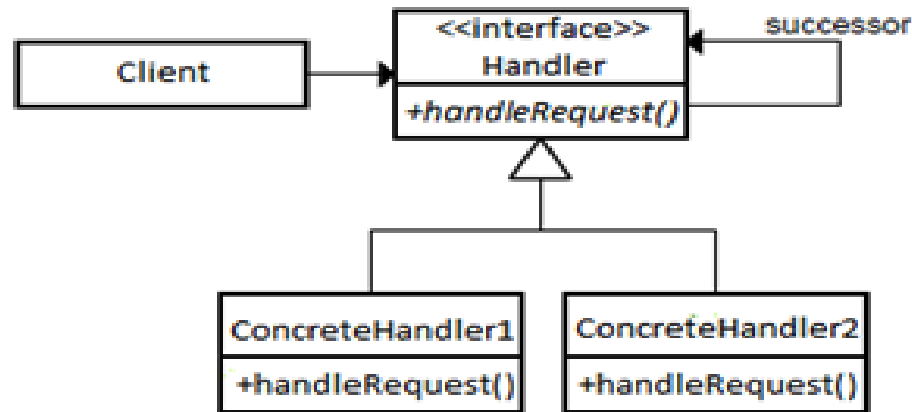 <<interface>>
successor
Client
Handler
+handleRequest()
ConcreteHandler1
ConcreteHandler2
+handleRequest()
+handleRequest()